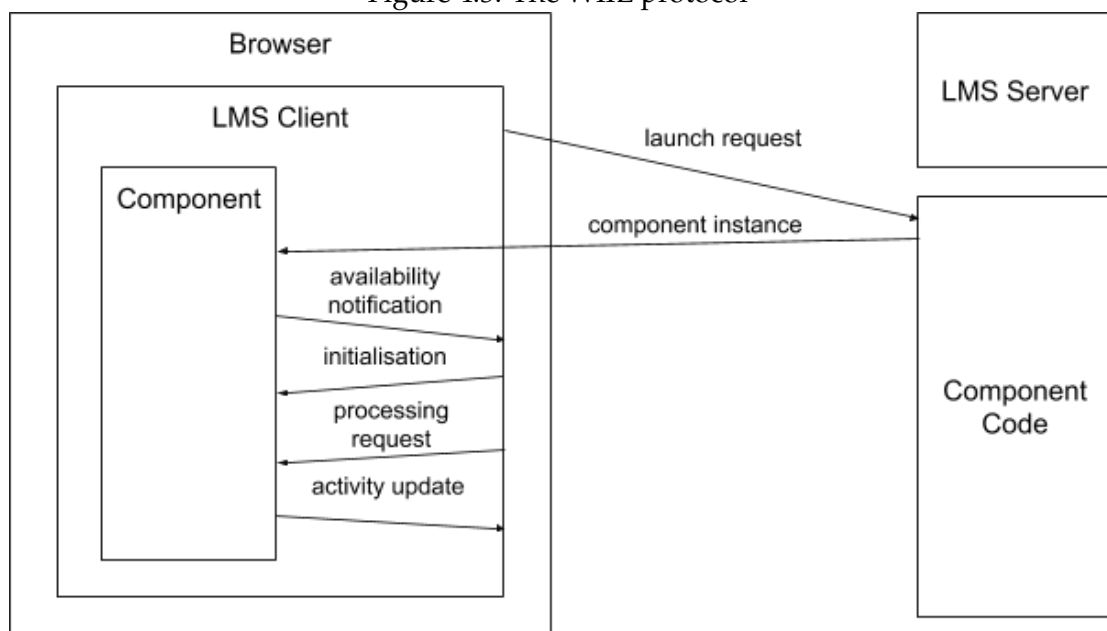 Browser
LMS Client
LMS Server
launch request
Component
component instance
availability
notification
initialisation
processing
request
activity update
Component
Code